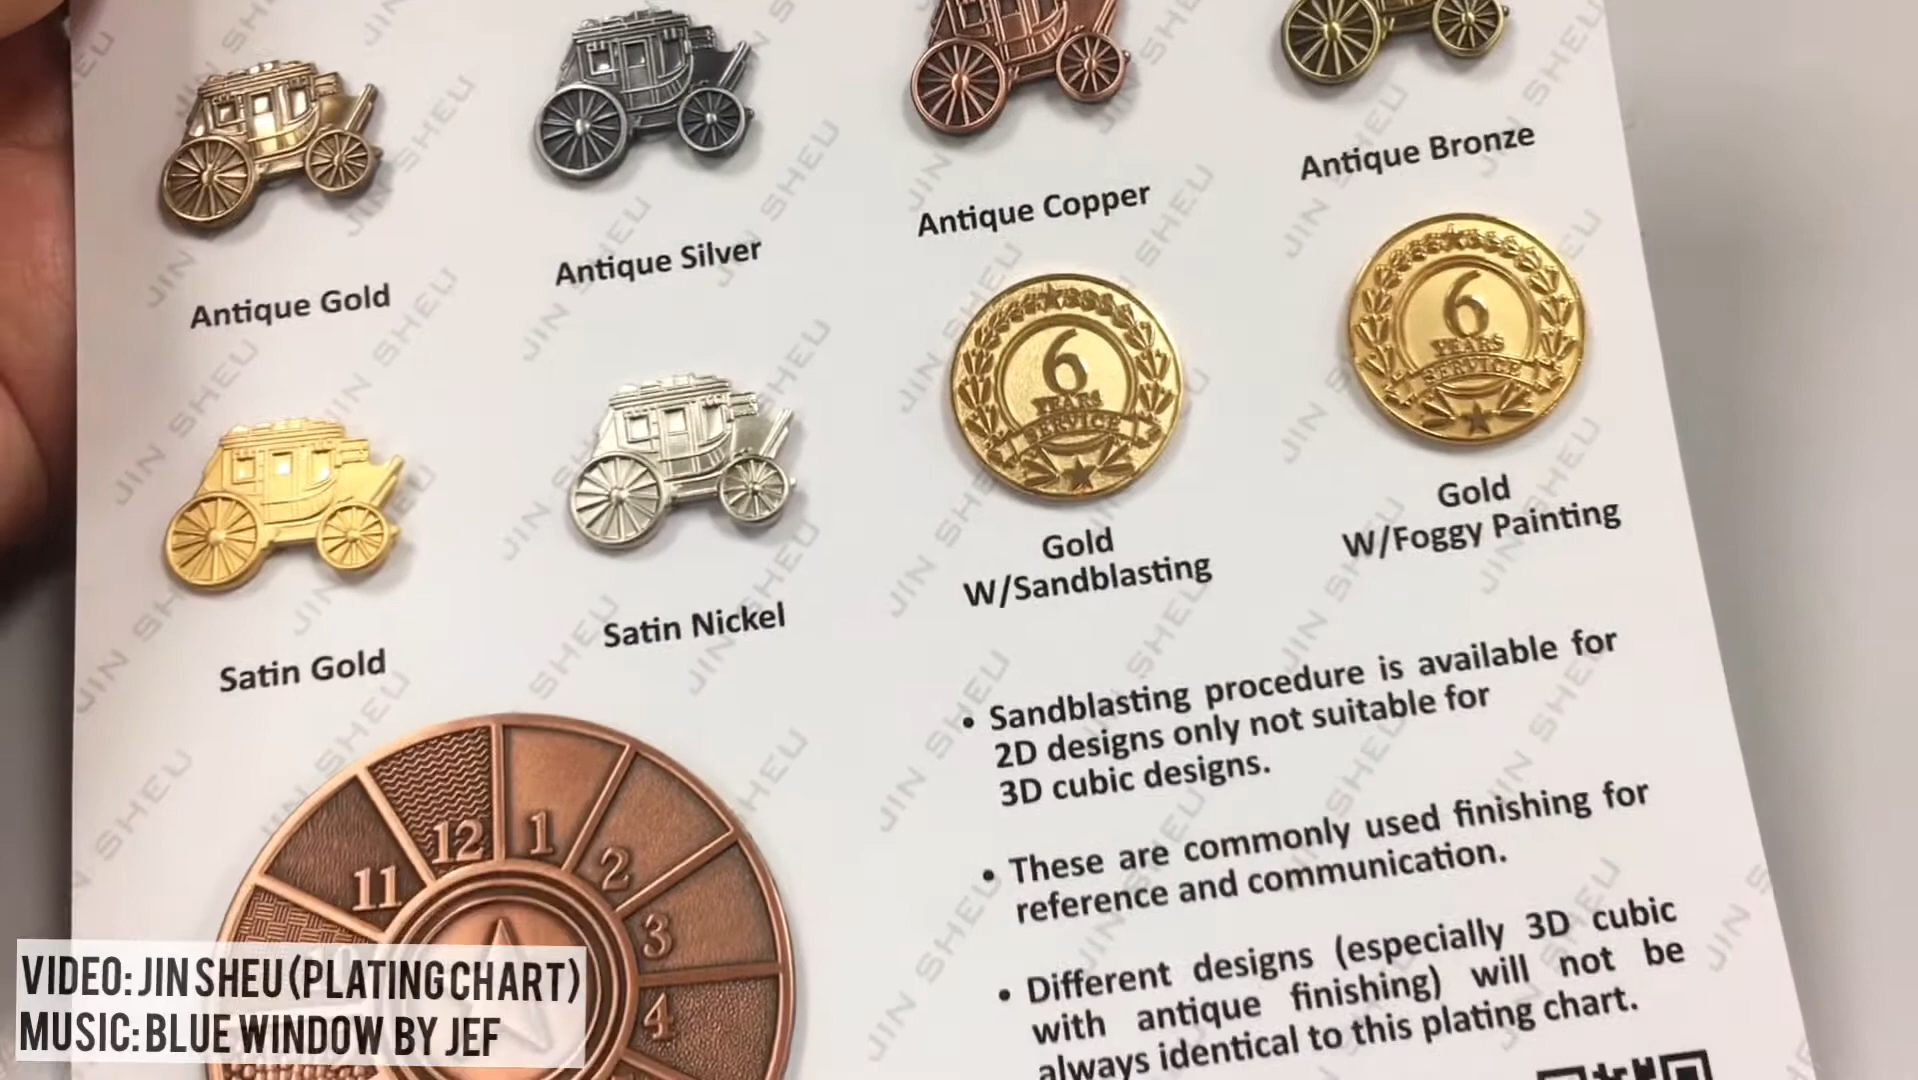 Antique Gold
Antique Silver
Antique Copper
Antique Bronze
6
YEARS
SERVICE
6
YEARS
SERVICE
Satin Gold
Satin Nickel
Gold
W/Sandblasting
Gold
W/Foggy Painting
• Sandblasting procedure is available for
2D designs only not suitable for
3D cubic designs.
• These are commonly used finishing for
reference and communication.
• Different designs (especially 3D cubic
with antique finishing) will not be
always identical to this plating chart.
11
12
1
2
3
4
JIN SHEU
VIDEO: JIN SHEU (PLATING CHART)
MUSIC: BLUE WINDOW BY JEF